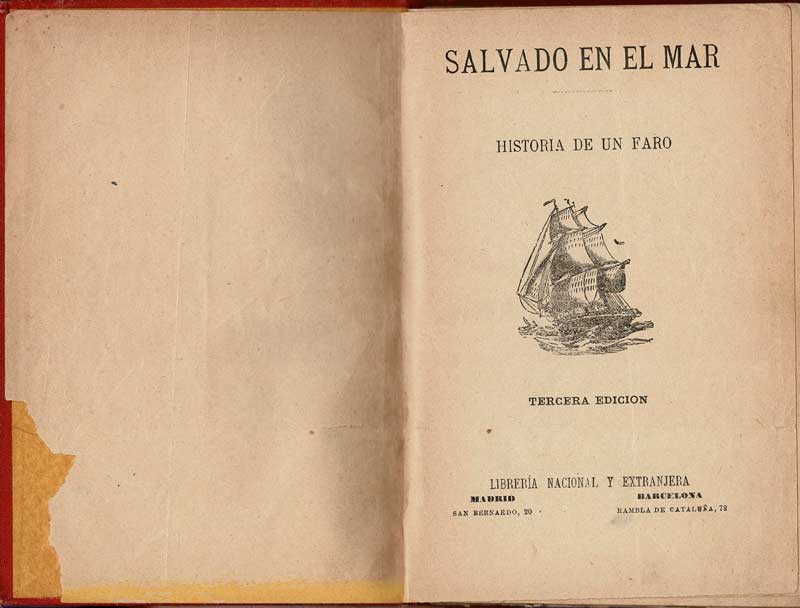 SALVADO EN EL MAR
HISTORIA DE UN FARO
TERCERA EDICION
LIBRERÍA NACIONAL Y EXTRANJERA
MADRID BARCELONA
SAN BERNARDO, 20 RAMBLA DE CATALUÑA, 72